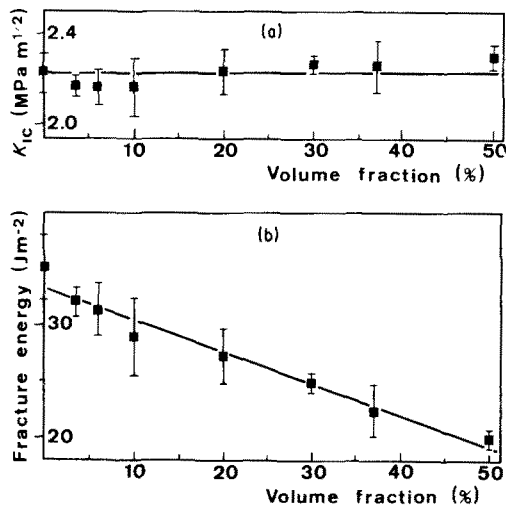 (a)
K_IC (MPa m^1/2)
2.4
2.0
10 20 30 40 50
Volume fraction (%)
(b)
Fracture energy (Jm^-2)
30
20
10 20 30 40 50
Volume fraction (%)